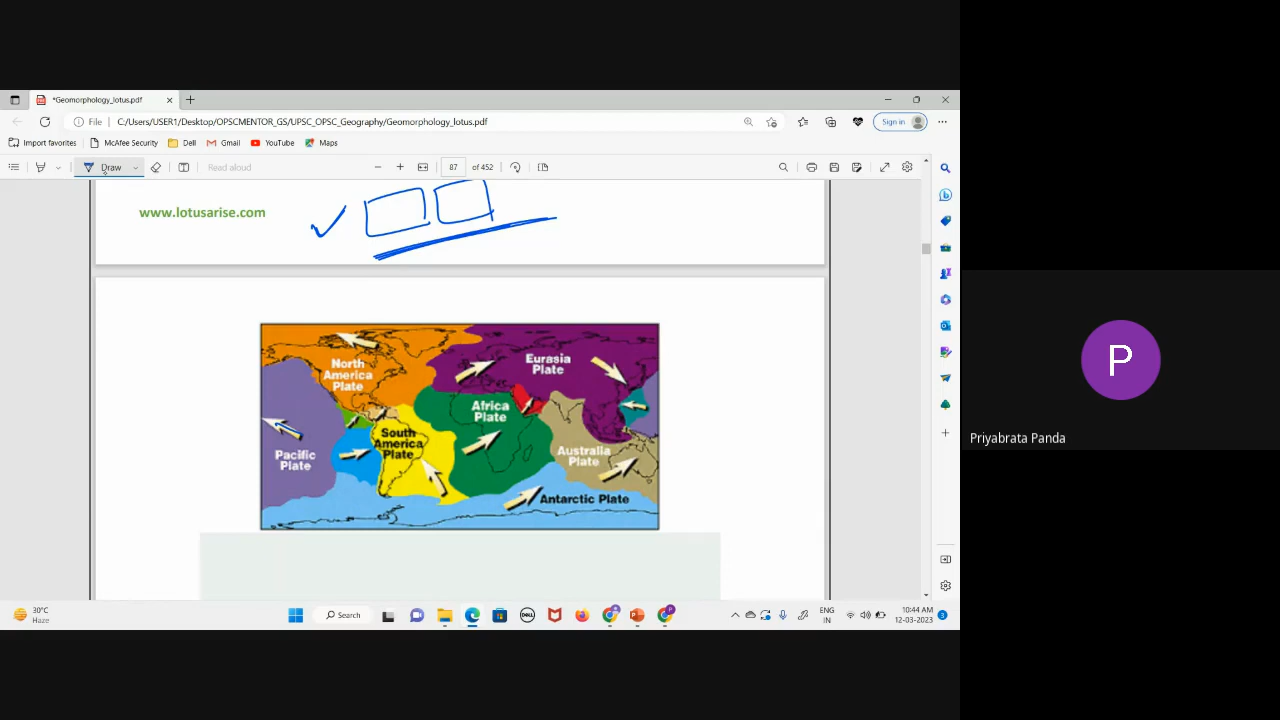 *Geomorphology_lotus.pdf
File C:/Users/USER1/Desktop/OPSCMENTOR_GS/UPSC_OPSC_Geography/Geomorphology_lotus.pdf Sign in
Import favorites McAfee Security Dell Gmail YouTube Maps
Draw Read aloud 87 of 452
www.lotusarise.com
North
America
Plate
Eurasia
Plate
Africa
Plate
South
America
Plate
Pacific
Plate
Australia
Plate
Antarctic Plate
P
Priyabrata Panda
30°C
Haze
Search
DELL
ENG
IN
10:44 AM
12-03-2023
3